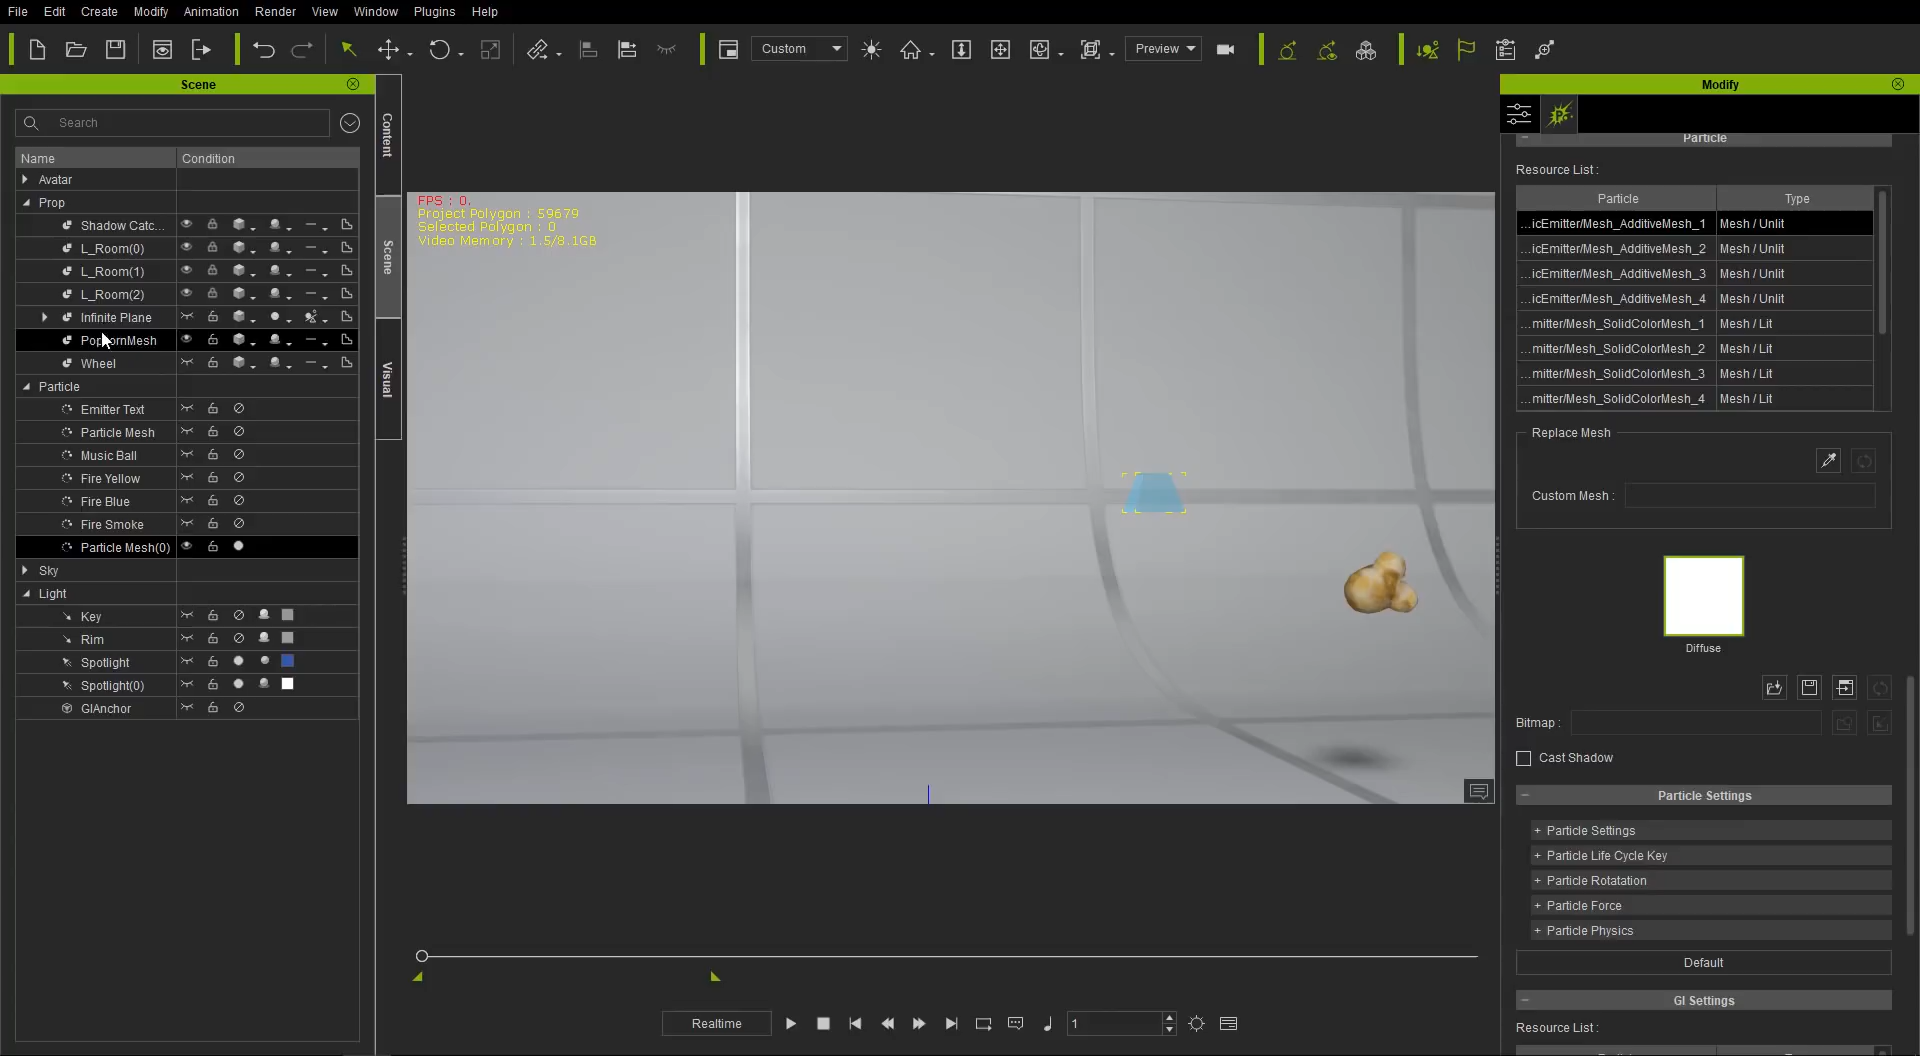 File Edit Create Modify Animation Render View Window Plugins Help
Custom Preview
Scene
Search
Name Condition
Avatar
Prop
Shadow Catc...
L_Room(0)
L_Room(1)
L_Room(2)
Infinite Plane
PopcornMesh
Wheel
Particle
Emitter Text
Particle Mesh
Music Ball
Fire Yellow
Fire Blue
Fire Smoke
Particle Mesh(0)
Sky
Light
Key
Rim
Spotlight
Spotlight(0)
GIAnchor
Content
Scene
Visual
FPS : 0.
Project Polygon : 59679
Selected Polygon : 0
Video Memory : 1.5/8.1GB
Realtime
1
Modify
Particle
Resource List :
Particle Type
...icEmitter/Mesh_AdditiveMesh_1 Mesh / Unlit
...icEmitter/Mesh_AdditiveMesh_2 Mesh / Unlit
...icEmitter/Mesh_AdditiveMesh_3 Mesh / Unlit
...icEmitter/Mesh_AdditiveMesh_4 Mesh / Unlit
...mitter/Mesh_SolidColorMesh_1 Mesh / Lit
...mitter/Mesh_SolidColorMesh_2 Mesh / Lit
...mitter/Mesh_SolidColorMesh_3 Mesh / Lit
...mitter/Mesh_SolidColorMesh_4 Mesh / Lit
Replace Mesh
Custom Mesh :
Diffuse
Bitmap :
Cast Shadow
Particle Settings
+ Particle Settings
+ Particle Life Cycle Key
+ Particle Rotatation
+ Particle Force
+ Particle Physics
Default
GI Settings
Resource List :